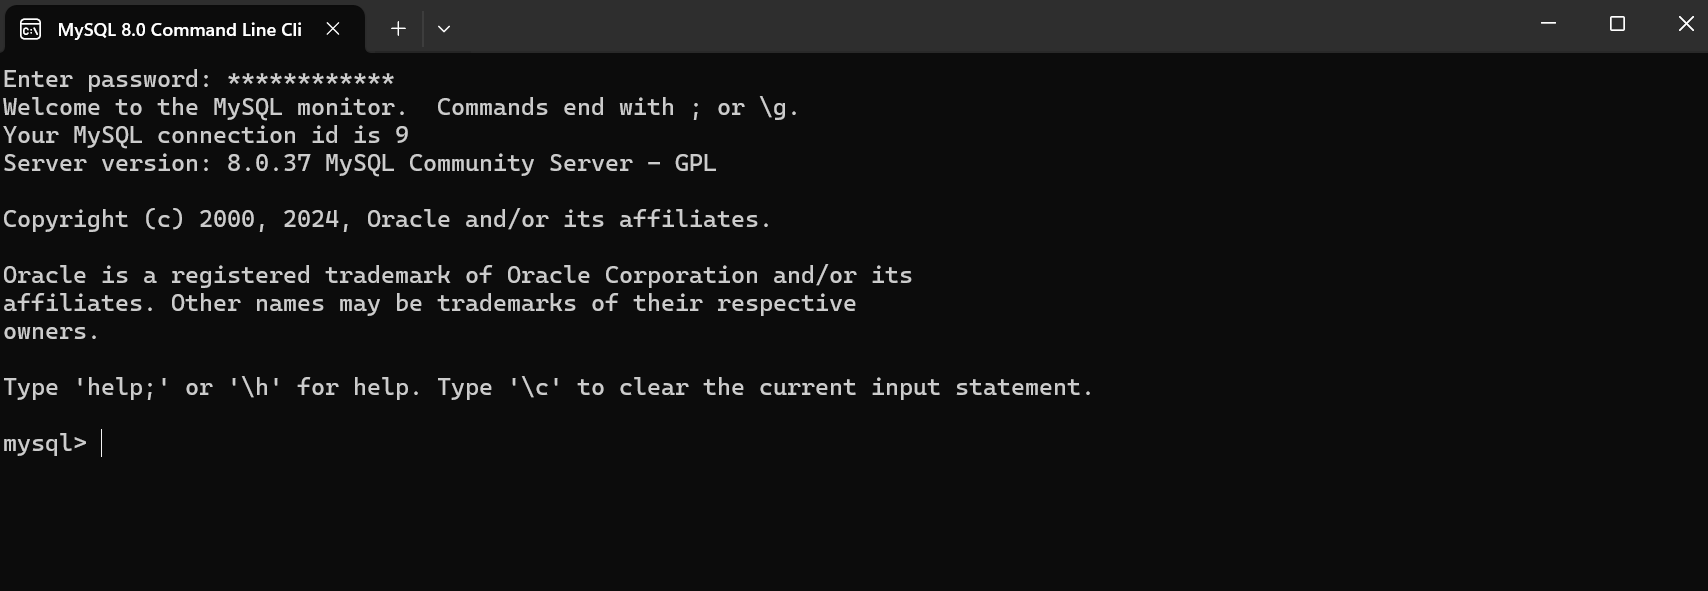 MySQL 8.0 Command Line Cli
Enter password: ************
Welcome to the MySQL monitor.  Commands end with ; or \g.
Your MySQL connection id is 9
Server version: 8.0.37 MySQL Community Server - GPL
Copyright (c) 2000, 2024, Oracle and/or its affiliates.
Oracle is a registered trademark of Oracle Corporation and/or its
affiliates. Other names may be trademarks of their respective
owners.
Type 'help;' or '\h' for help. Type '\c' to clear the current input statement.
mysql>